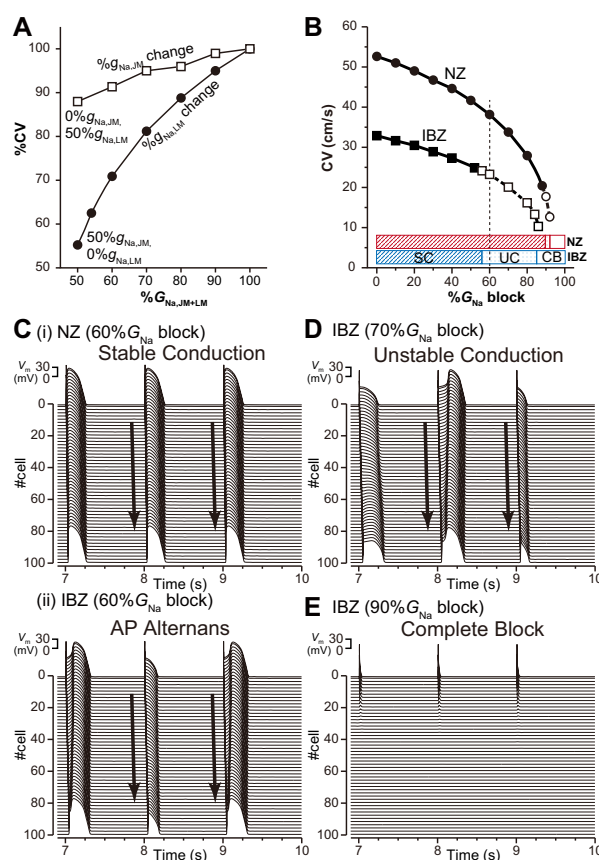 A
%CV
100
90
80
70
60
50
%gNa,JM change
0%gNa,JM,
50%gNa,LM
%gNa,LM change
50%gNa,JM,
0%gNa,LM
50 60 70 80 90 100
%GNa,JM+LM
B
CV (cm/s)
60
50
40
30
20
10
0
NZ
IBZ
NZ
SC UC CB IBZ
0 20 40 60 80 100
%GNa block
C (i) NZ (60%GNa block)
Stable Conduction
Vm (mV)
30
0
#cell
0
20
40
60
80
100
7 8 9 10
Time (s)
D IBZ (70%GNa block)
Unstable Conduction
Vm (mV)
30
0
#cell
0
20
40
60
80
100
7 8 9 10
Time (s)
(ii) IBZ (60%GNa block)
AP Alternans
Vm (mV)
30
0
#cell
0
20
40
60
80
100
7 8 9 10
Time (s)
E IBZ (90%GNa block)
Complete Block
Vm (mV)
30
0
#cell
0
20
40
60
80
100
7 8 9 10
Time (s)